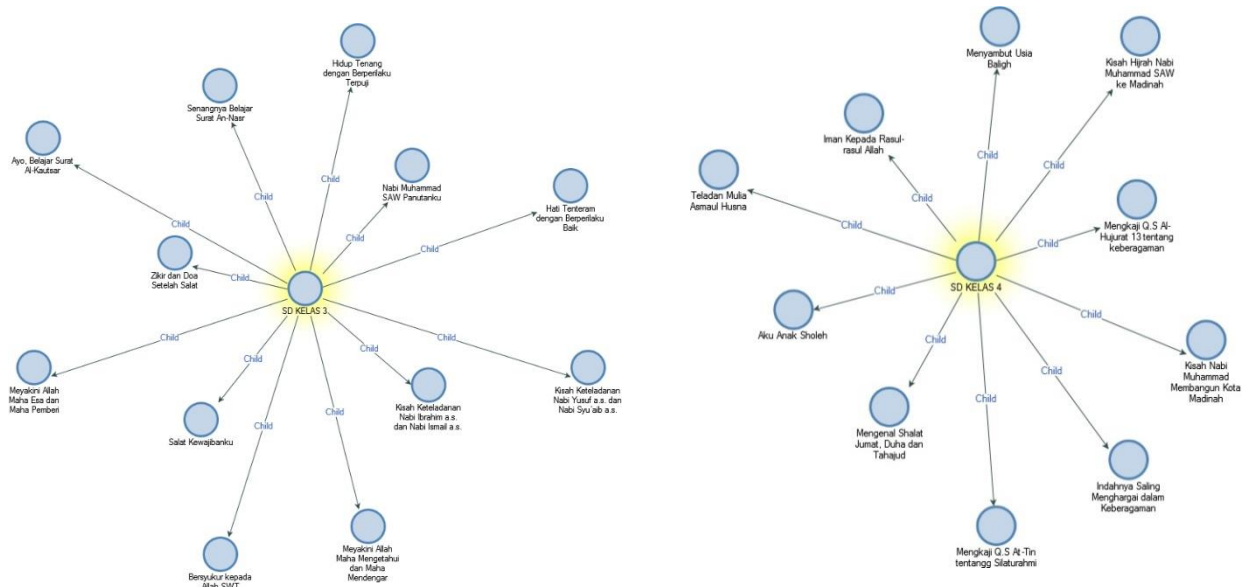 Hidup Tenang
dengan Berperilaku
Terpuji
Senangnya Belajar
Surat An-Nasr
Ayo, Belajar Surat
Al-Kautsar
Nabi Muhammad
SAW Panutanku
Hati Tenteram
dengan Berperilaku
Baik
Zikir dan Doa
Setelah Salat
SD KELAS 3
Meyakini Allah
Maha Esa dan
Maha Pemberi
Salat Kewajibanku
Kisah Keteladanan
Nabi Ibrahim a.s.
dan Nabi Ismail a.s.
Kisah Keteladanan
Nabi Yusuf a.s. dan
Nabi Syu'aib a.s.
Bersyukur kepada
Allah SWT
Meyakini Allah
Maha Mengetahui
dan Maha
Mendengar
Child
Child
Child
Child
Child
Child
Child
Child
Child
Child
Child
Child
Menyambut Usia
Baligh
Kisah Hijrah Nabi
Muhammad SAW
ke Madinah
Iman Kepada Rasul-
rasul Allah
Teladan Mulia
Asmaul Husna
Mengkaji Q.S Al-
Hujurat 13 tentang
keberagaman
SD KELAS 4
Aku Anak Sholeh
Kisah Nabi
Muhammad
Membangun Kota
Madinah
Mengenal Shalat
Jumat, Duha dan
Tahajud
Indahnya Saling
Menghargai dalam
Keberagaman
Mengkaji Q.S At-Tin
tentangg Silaturahmi
Child
Child
Child
Child
Child
Child
Child
Child
Child
Child